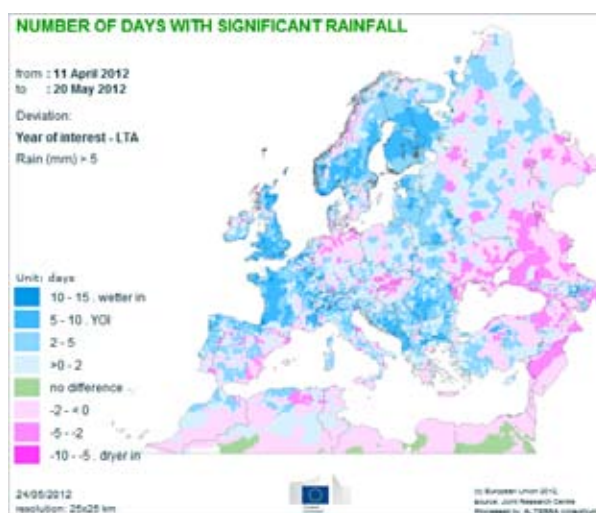 NUMBER OF DAYS WITH SIGNIFICANT RAINFALL
from : 11 April 2012
to : 20 May 2012
Deviation:
Year of interest - LTA
Rain (mm) > 5
Unit: days
10 - 15 . wetter in
5 - 10 . YOI
2 - 5
>0 - 2
no difference
-2 - < 0
-5 - -2
-10 - -5 . dryer in
24/05/2012
resolution: 25x25 km
(c) European Union 2012
source: Joint Research Centre
Processed by